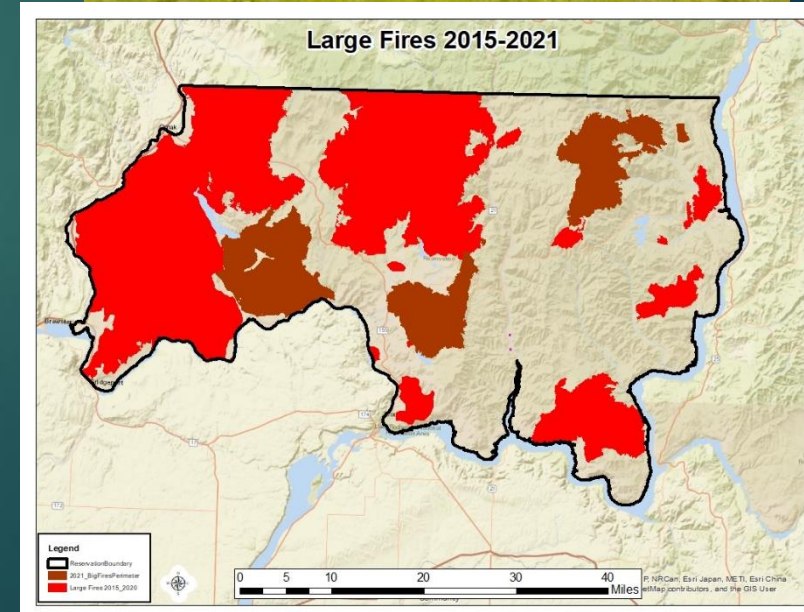 Large Fires 2015-2021
Legend
ReservationBoundary
2021_BigFiresPerimeter
Large Fires 2015_2020
0 5 10 20 30 40
Miles
P, NRCan, Esri Japan, METI, Esri China
etMap contributors, and the GIS User